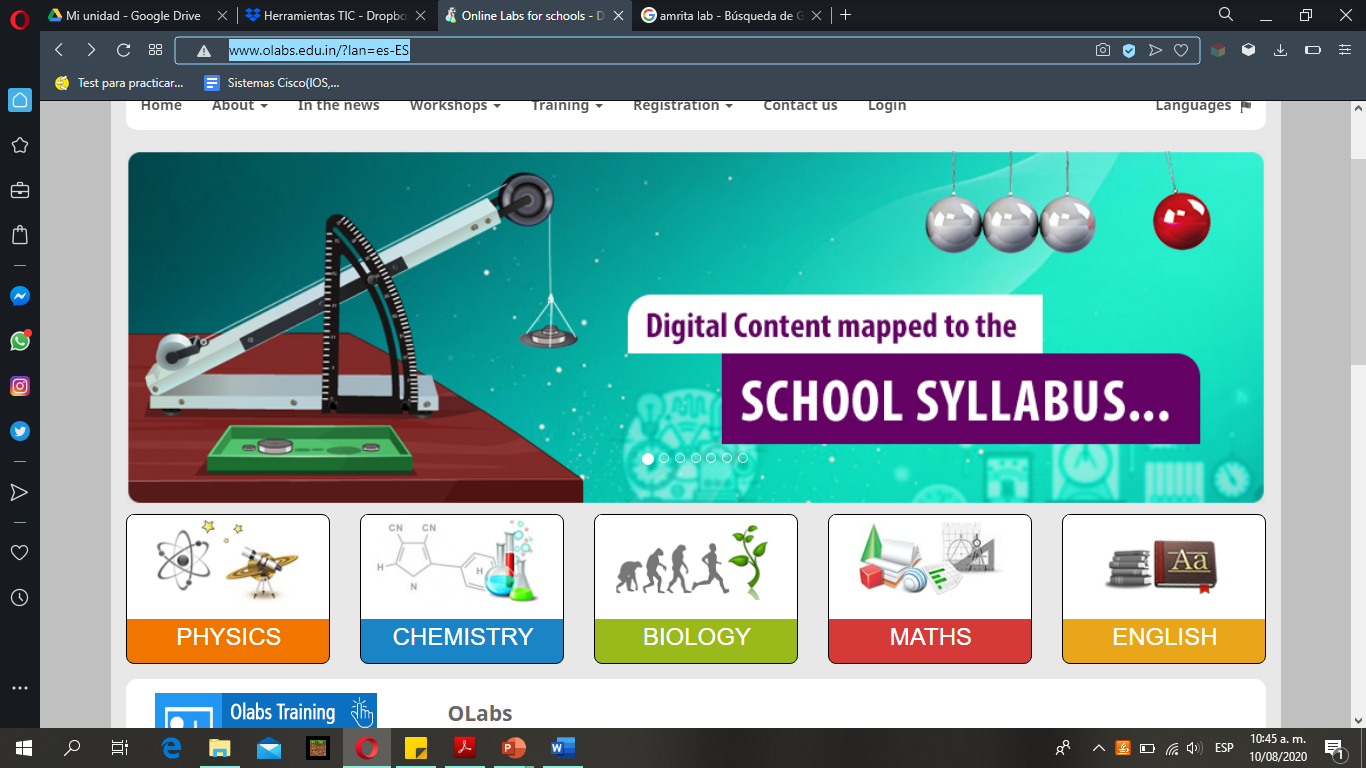 Mi unidad - Google Drive
Herramientas TIC - Dropbo
Online Labs for schools - D
amrita lab - Búsqueda de G
www.olabs.edu.in/?lan=es-ES
Test para practicar...
Sistemas Cisco(IOS,...
Home About In the news Workshops Training Registration Contact us Login Languages
Digital Content mapped to the
SCHOOL SYLLABUS...
CN CN
H N H
Aa
PHYSICS
CHEMISTRY
BIOLOGY
MATHS
ENGLISH
Olabs Training
OLabs
ESP
10:45 a. m.
10/08/2020
1